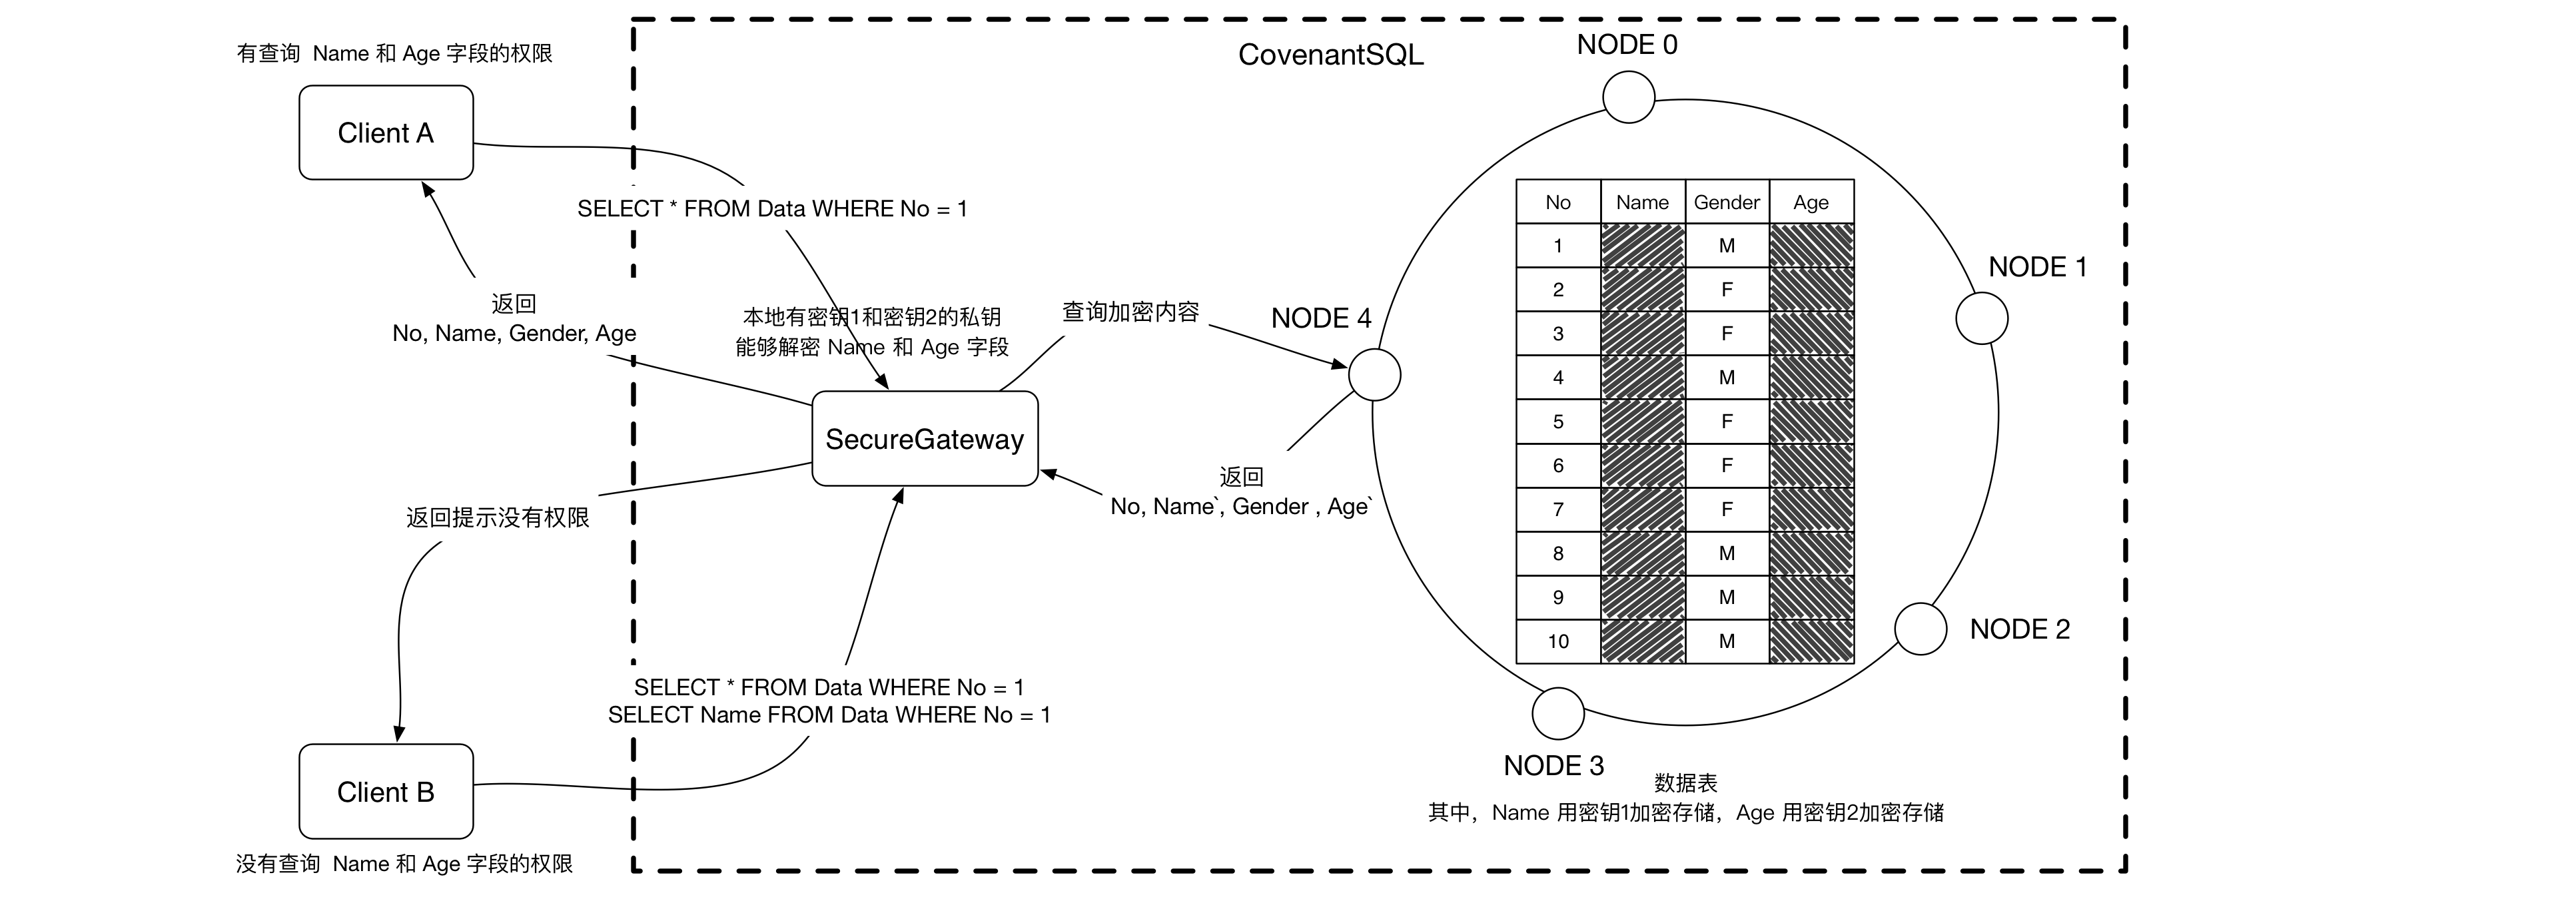 有查询 Name 和 Age 字段的权限
Client A
SELECT * FROM Data WHERE No = 1
返回
No, Name, Gender, Age
本地有密钥1和密钥2的私钥
能够解密 Name 和 Age 字段
SecureGateway
返回提示没有权限
SELECT * FROM Data WHERE No = 1
SELECT Name FROM Data WHERE No = 1
Client B
没有查询 Name 和 Age 字段的权限
CovenantSQL
查询加密内容
返回
No, Name`, Gender , Age`
NODE 0
NODE 1
NODE 2
NODE 3
NODE 4
No Name Gender Age
1 M
2 F
3 F
4 M
5 F
6 F
7 F
8 M
9 M
10 M
数据表
其中，Name 用密钥1加密存储，Age 用密钥2加密存储